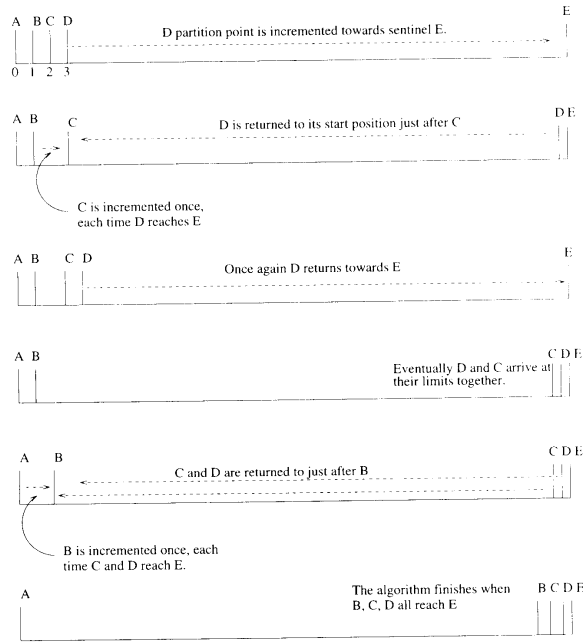 A B C D E
D partition point is incremented towards sentinel E.
0 1 2 3
A B C D E
D is returned to its start position just after C
C is incremented once,
each time D reaches E
A B C D E
Once again D returns towards E
A B C D E
Eventually D and C arrive at
their limits together.
A B C D E
C and D are returned to just after B
B is incremented once, each
time C and D reach E.
A B C D E
The algorithm finishes when
B, C, D all reach E